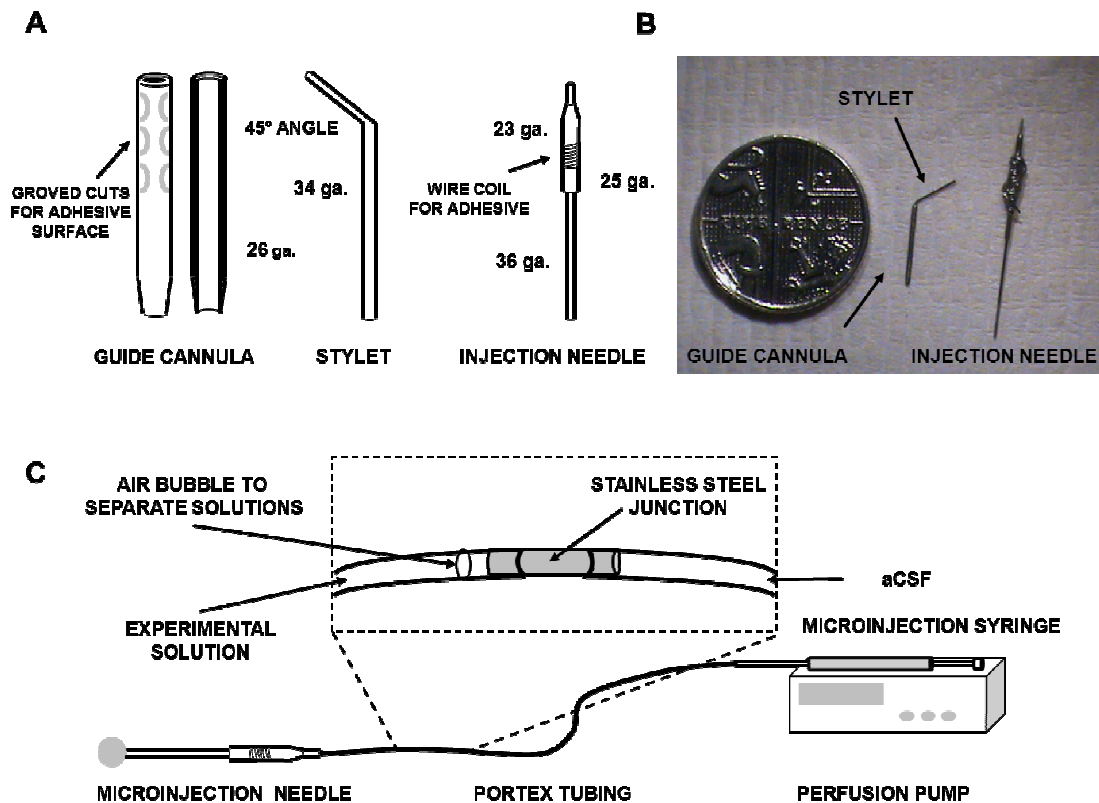 A
GROVED CUTS
FOR ADHESIVE
SURFACE
45° ANGLE
34 ga.
26 ga.
23 ga.
WIRE COIL
FOR ADHESIVE
25 ga.
36 ga.
GUIDE CANNULA
STYLET
INJECTION NEEDLE
B
STYLET
FIVE PENCE
GUIDE CANNULA
INJECTION NEEDLE
C
AIR BUBBLE TO
SEPARATE SOLUTIONS
STAINLESS STEEL
JUNCTION
aCSF
EXPERIMENTAL
SOLUTION
MICROINJECTION SYRINGE
MICROINJECTION NEEDLE
PORTEX TUBING
PERFUSION PUMP